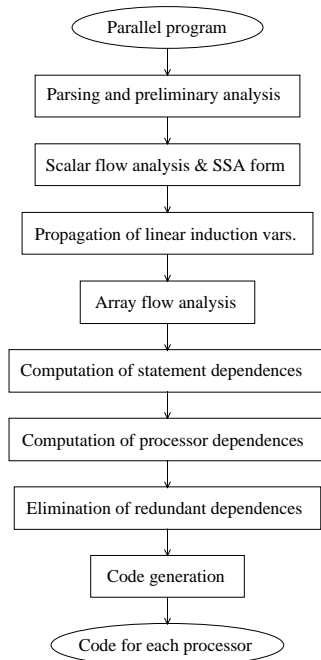 Parallel program
Parsing and preliminary analysis
Scalar flow analysis & SSA form
Propagation of linear induction vars.
Array flow analysis
Computation of statement dependences
Computation of processor dependences
Elimination of redundant dependences
Code generation
Code for each processor